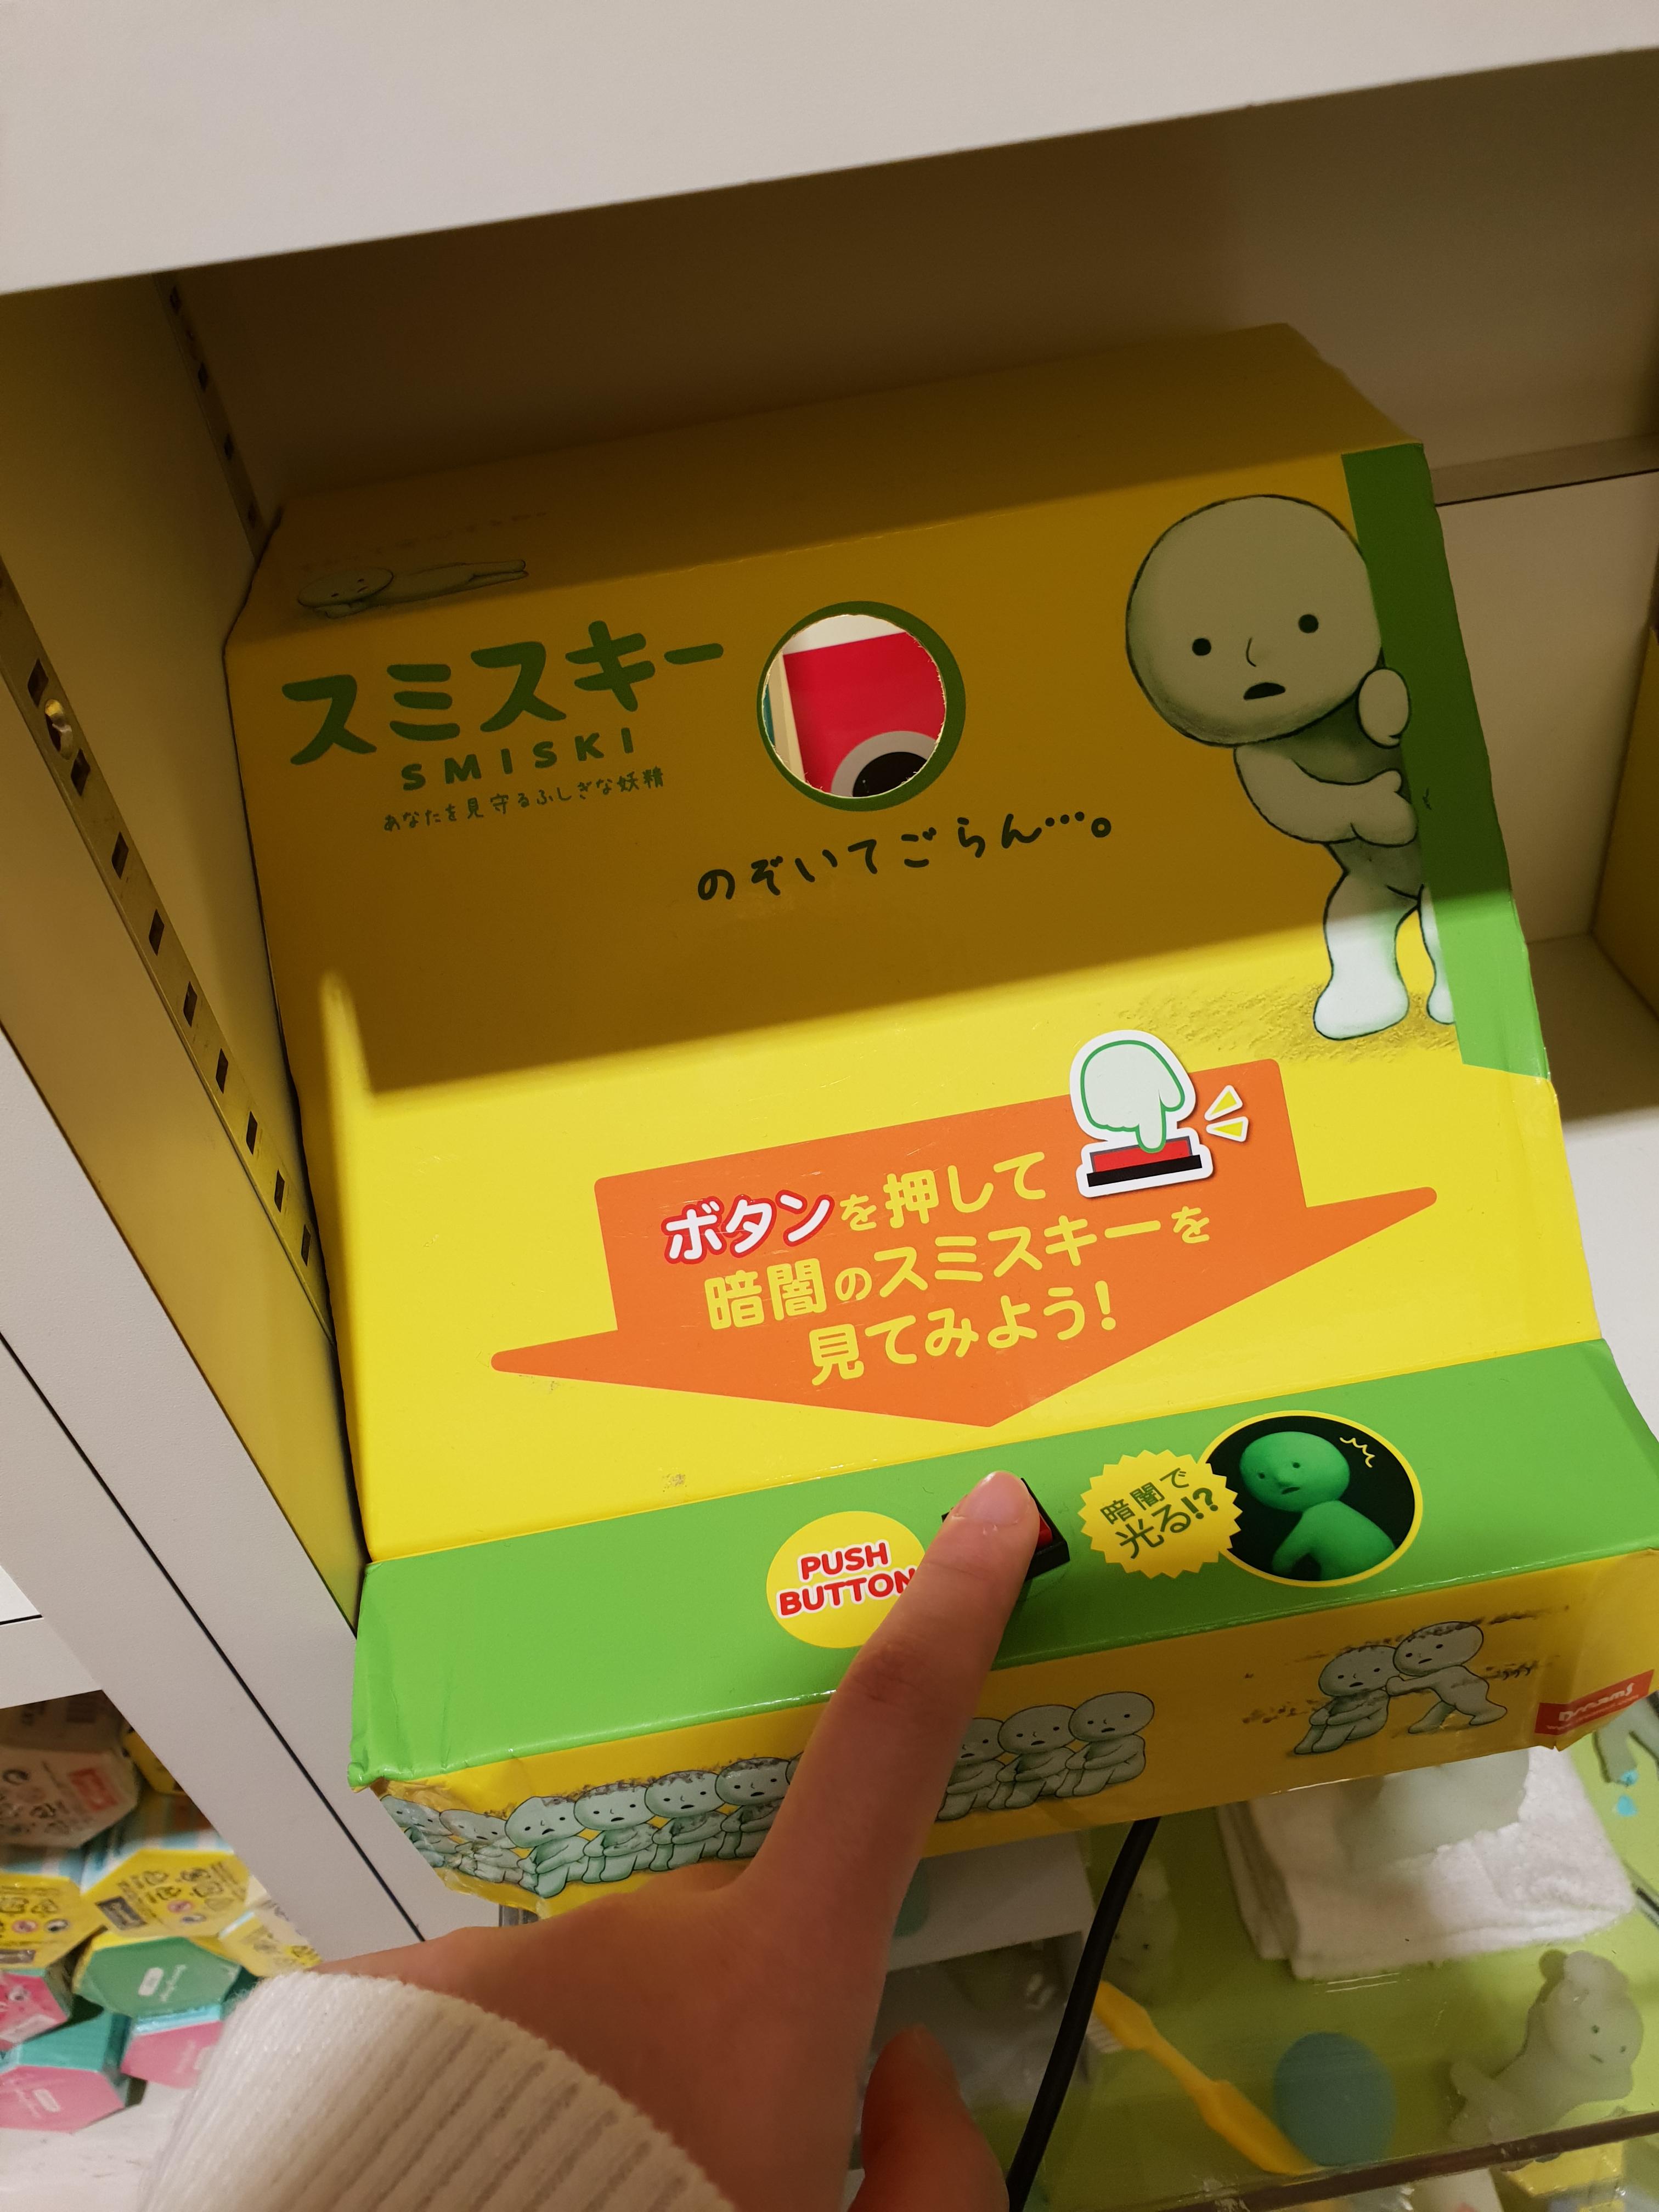 スミスキー
SMISKI
あなたを見守るふしぎな妖精
のぞいてごらん…。
ボタンを押して
暗闇のスミスキーを
見てみよう!
PUSH
BUTTON
暗闇で
光る!?
Dreams